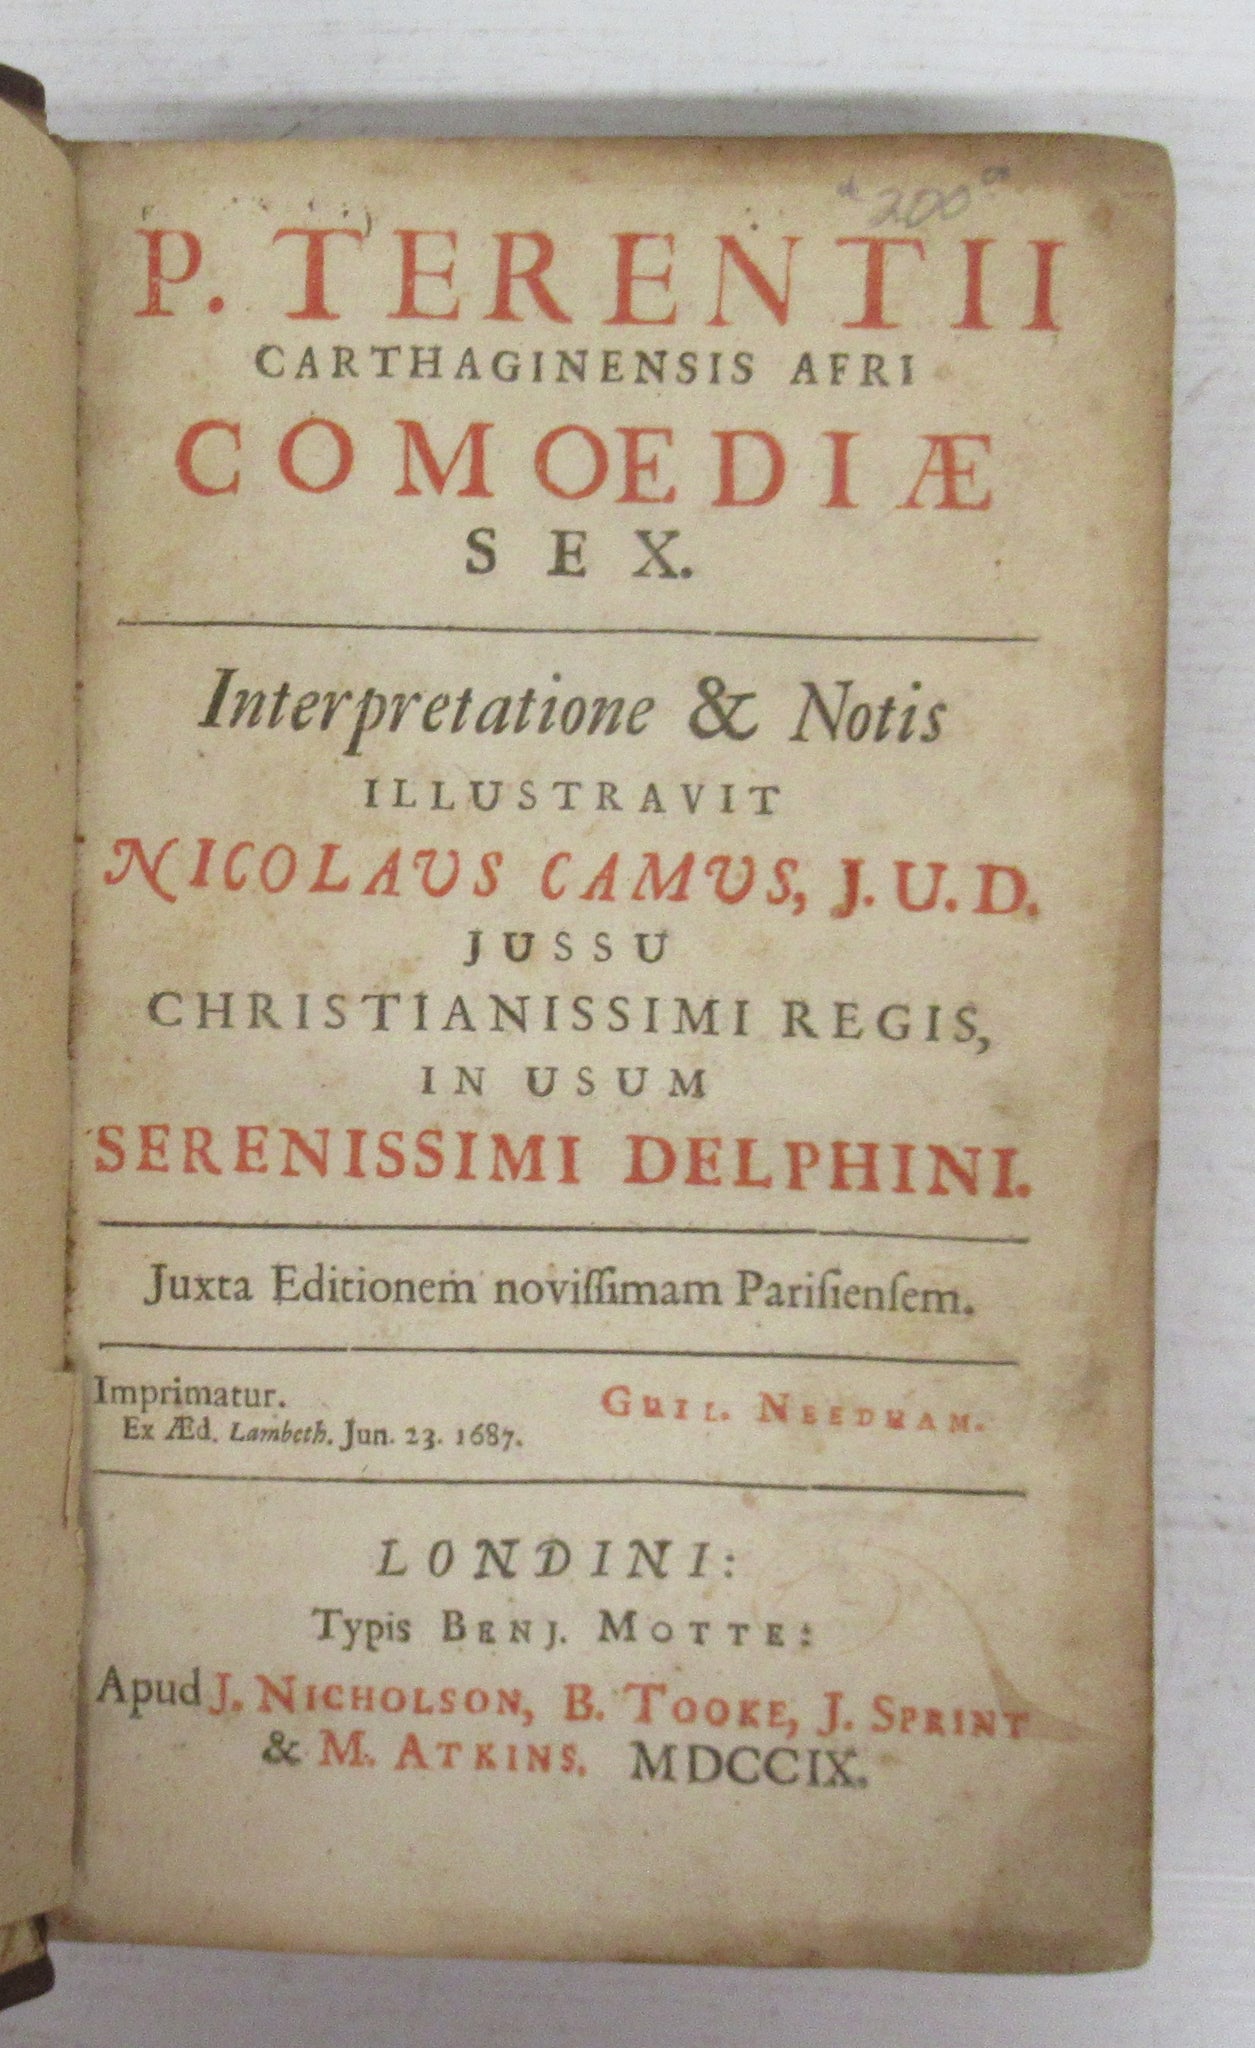 200
P. TERENTII
CARTHAGINENSIS AFRI
COMOEDIÆ
SEX.
Interpretatione & Notis
ILLUSTRAVIT
NICOLAUS CAMUS, J.U.D.
JUSSU
CHRISTIANISSIMI REGIS,
IN USUM
SERENISSIMI DELPHINI.
Juxta Editionem noviſſimam Pariſienſem.
Imprimatur. GUIL. NEEDHAM.
Ex Æd. Lambeth. Jun. 23. 1687.
LONDINI:
Typis BENJ. MOTTE:
Apud J. NICHOLSON, B. TOOKE, J. SPRINT
& M. ATKINS. MDCCIX.